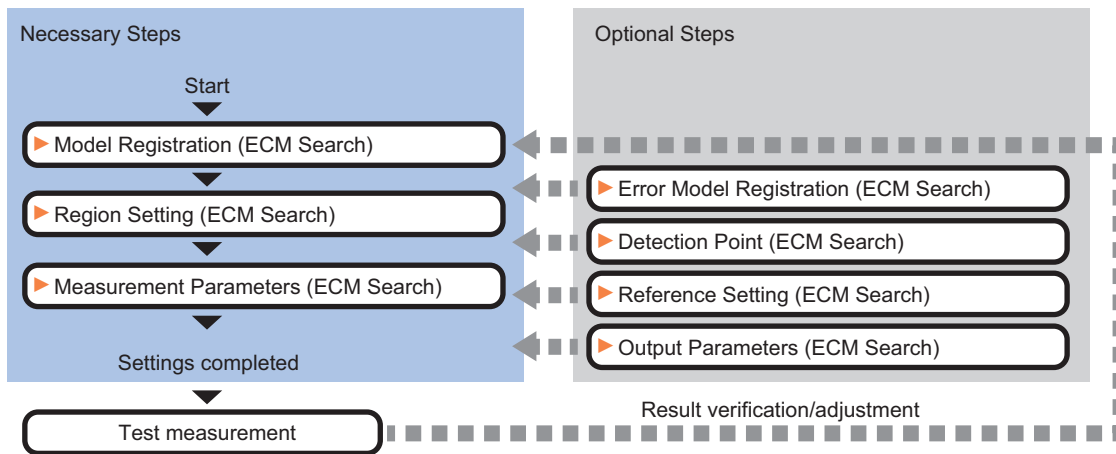 Necessary Steps
Start
Model Registration (ECM Search)
Region Setting (ECM Search)
Measurement Parameters (ECM Search)
Settings completed
Test measurement
Optional Steps
Error Model Registration (ECM Search)
Detection Point (ECM Search)
Reference Setting (ECM Search)
Output Parameters (ECM Search)
Result verification/adjustment